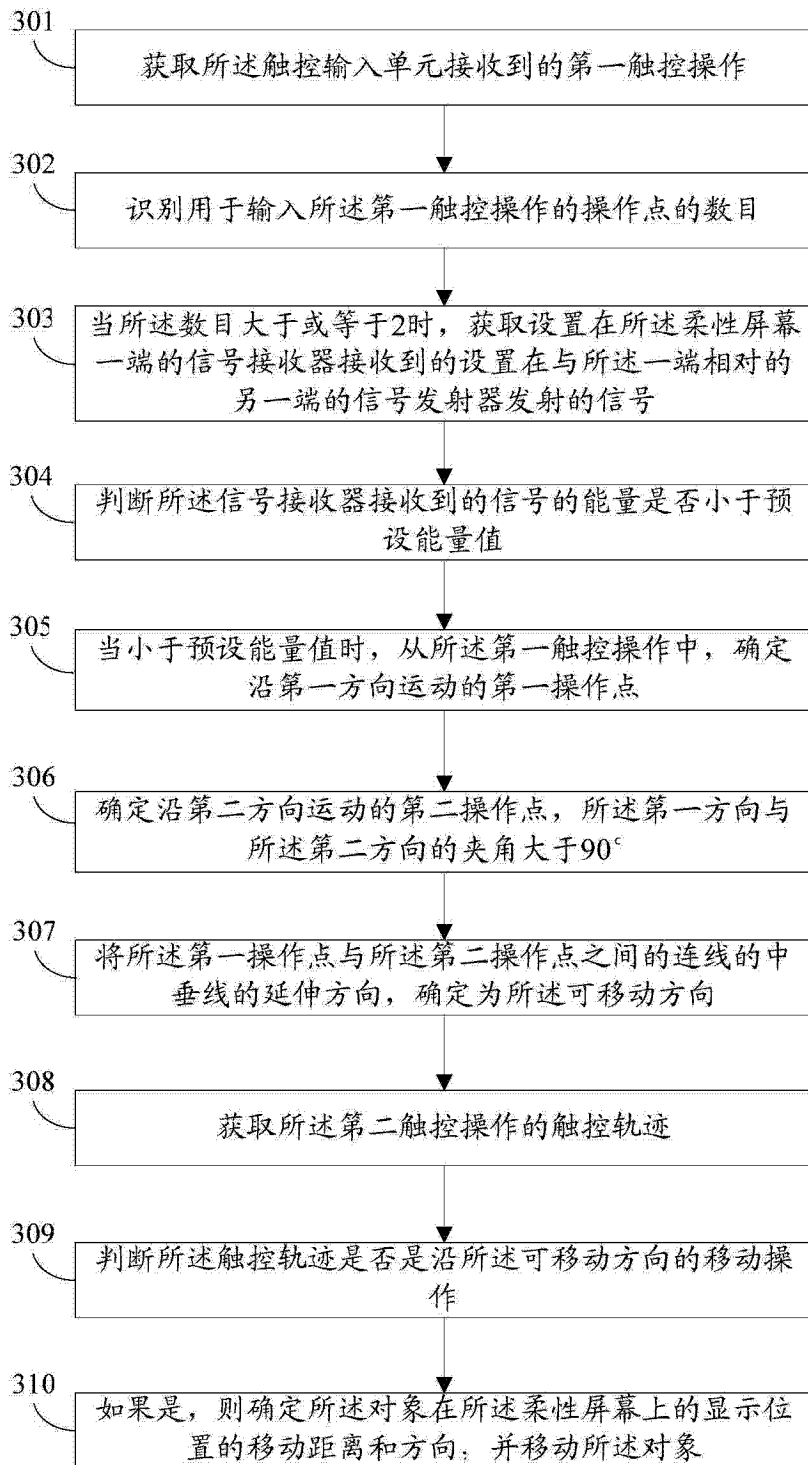 301
获取所述触控输入单元接收到的第一触控操作
302
识别用于输入所述第一触控操作的操作点的数目
303
当所述数目大于或等于2时，获取设置在所述柔性屏幕
一端的信号接收器接收到的设置在与所述一端相对的
另一端的信号发射器发射的信号
304
判断所述信号接收器接收到的信号的能量是否小于预
设能量值
305
当小于预设能量值时，从所述第一触控操作中，确定
沿第一方向运动的第一操作点
306
确定沿第二方向运动的第二操作点，所述第一方向与
所述第二方向的夹角大于90°
307
将所述第一操作点与所述第二操作点之间的连线的中
垂线的延伸方向，确定为所述可移动方向
308
获取所述第二触控操作的触控轨迹
309
判断所述触控轨迹是否是沿所述可移动方向的移动操
作
310
如果是，则确定所述对象在所述柔性屏幕上的显示位
置的移动距离和方向；并移动所述对象